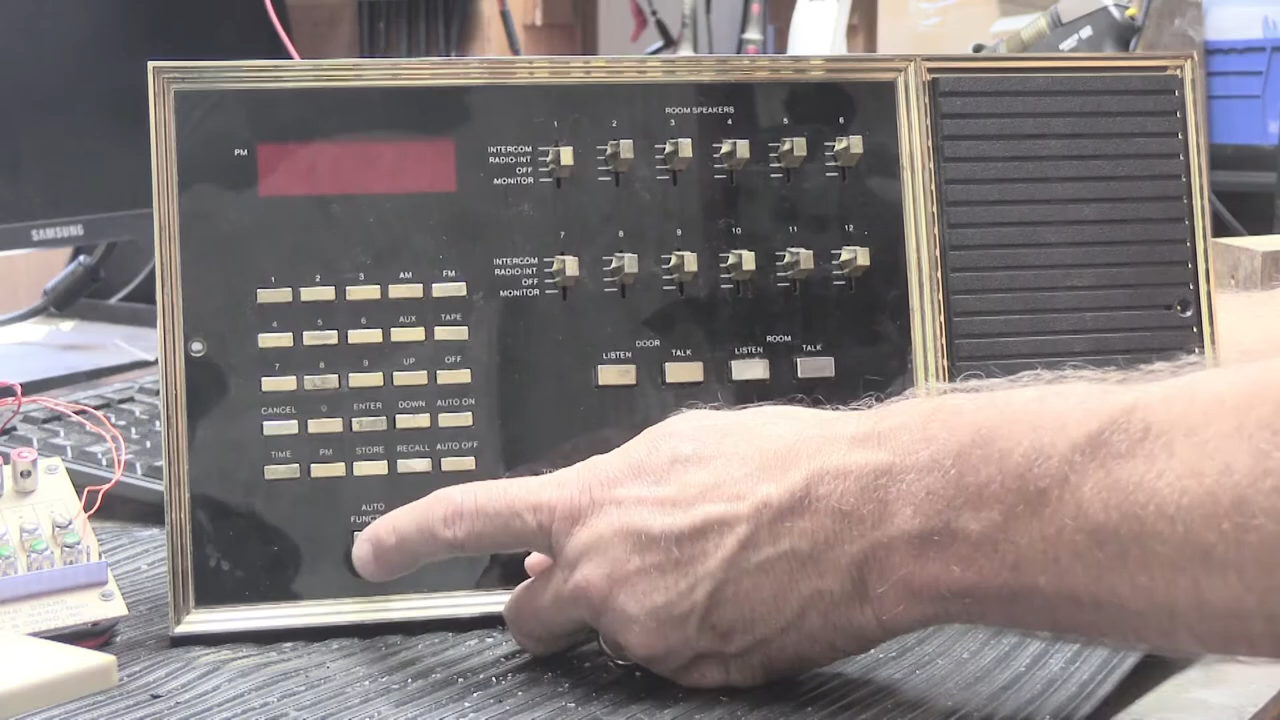 SAMSUNG
PM
ROOM SPEAKERS
1 2 3 4 5 6
INTERCOM
RADIO-INT
OFF
MONITOR
7 8 9 10 11 12
INTERCOM
RADIO-INT
OFF
MONITOR
1 2 3 AM FM
4 5 6 AUX TAPE
7 8 9 UP OFF
CANCEL 0 ENTER DOWN AUTO ON
TIME PM STORE RECALL AUTO OFF
DOOR ROOM
LISTEN TALK LISTEN TALK
AUTO